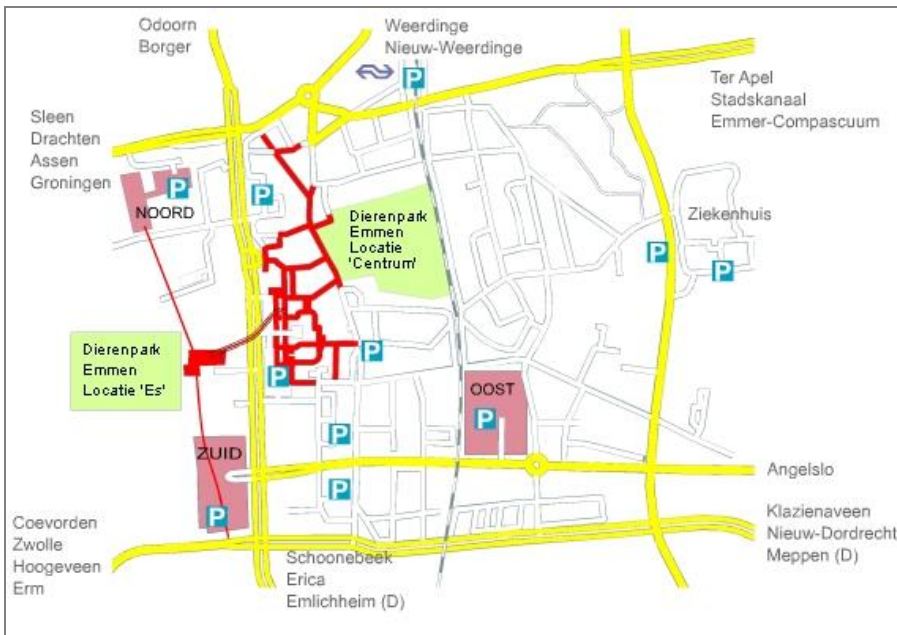 Odoorn
Borger
Weerdinge
Nieuw-Weerdinge
P
Ter Apel
Stadskanaal
Emmer-Compascuum
Sleen
Drachten
Assen
Groningen
P
NOORD
P
Dierenpark
Emmen
Locatie
'Centrum'
Ziekenhuis
P
P
Dierenpark
Emmen
Locatie 'Es'
P
P
OOST
P
P
ZUID
P
P
Angelslo
Coevorden
Zwolle
Hoogeveen
Erm
Schoonebeek
Erica
Emlichheim (D)
Klazienaveen
Nieuw-Dordrecht
Meppen (D)